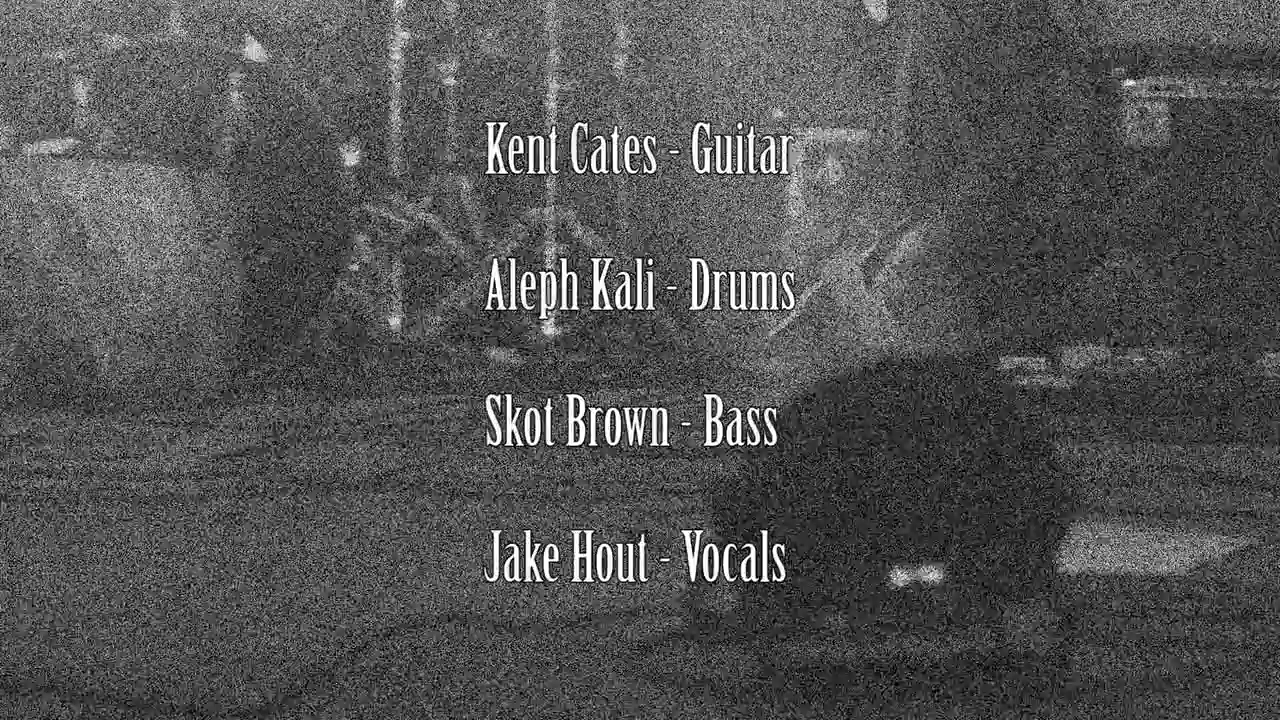 Kent Cates - Guitar
Aleph Kali - Drums
Skot Brown - Bass
Jake Hout - Vocals